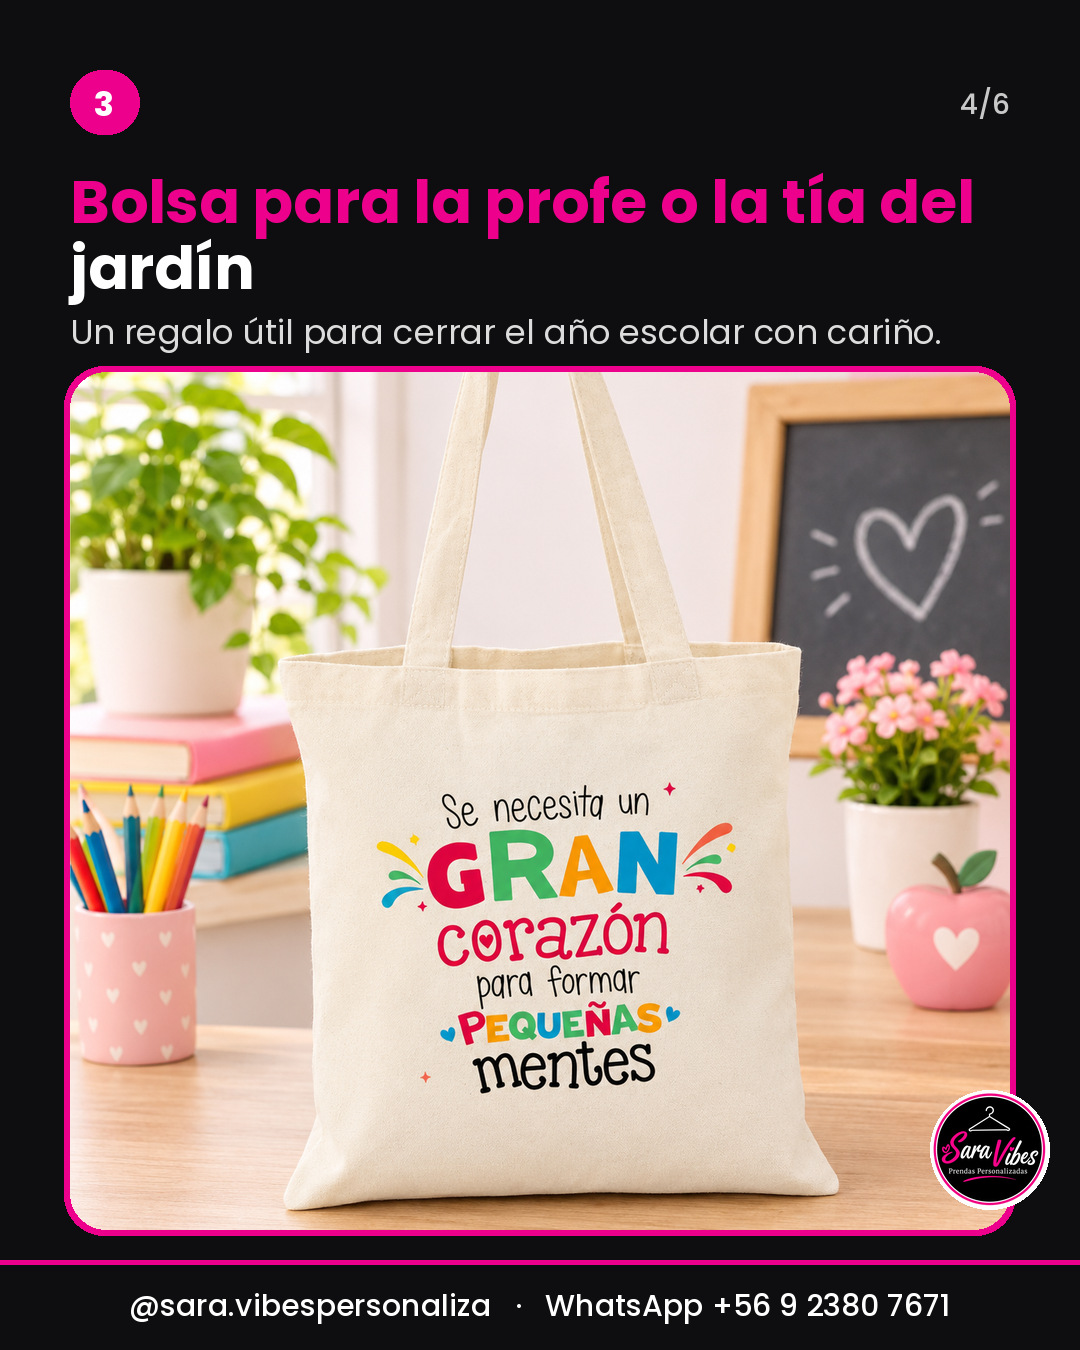 3
4/6
Bolsa para la profe o la tía del
jardín
Un regalo útil para cerrar el año escolar con cariño.
Se necesita un
GRAN
corazón
para formar
PEQUEÑAS
mentes
Sara Vibes
Prendas Personalizadas
@sara.vibespersonaliza · WhatsApp +56 9 2380 7671